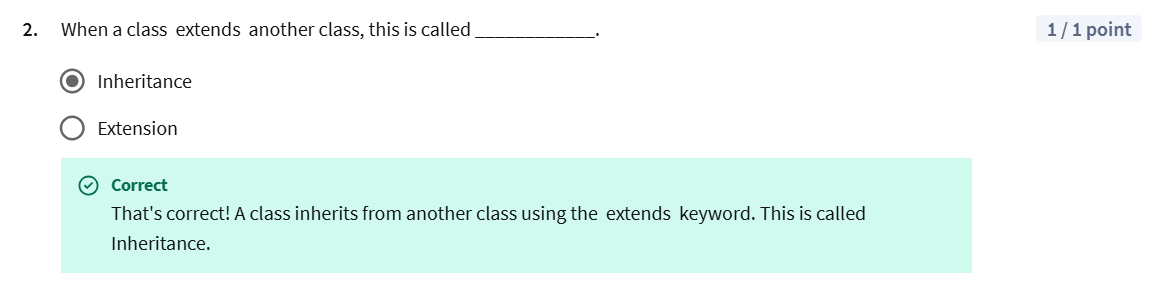 2. When a class extends another class, this is called ____________.
1 / 1 point
Inheritance
Extension
Correct
That's correct! A class inherits from another class using the extends keyword. This is called
Inheritance.